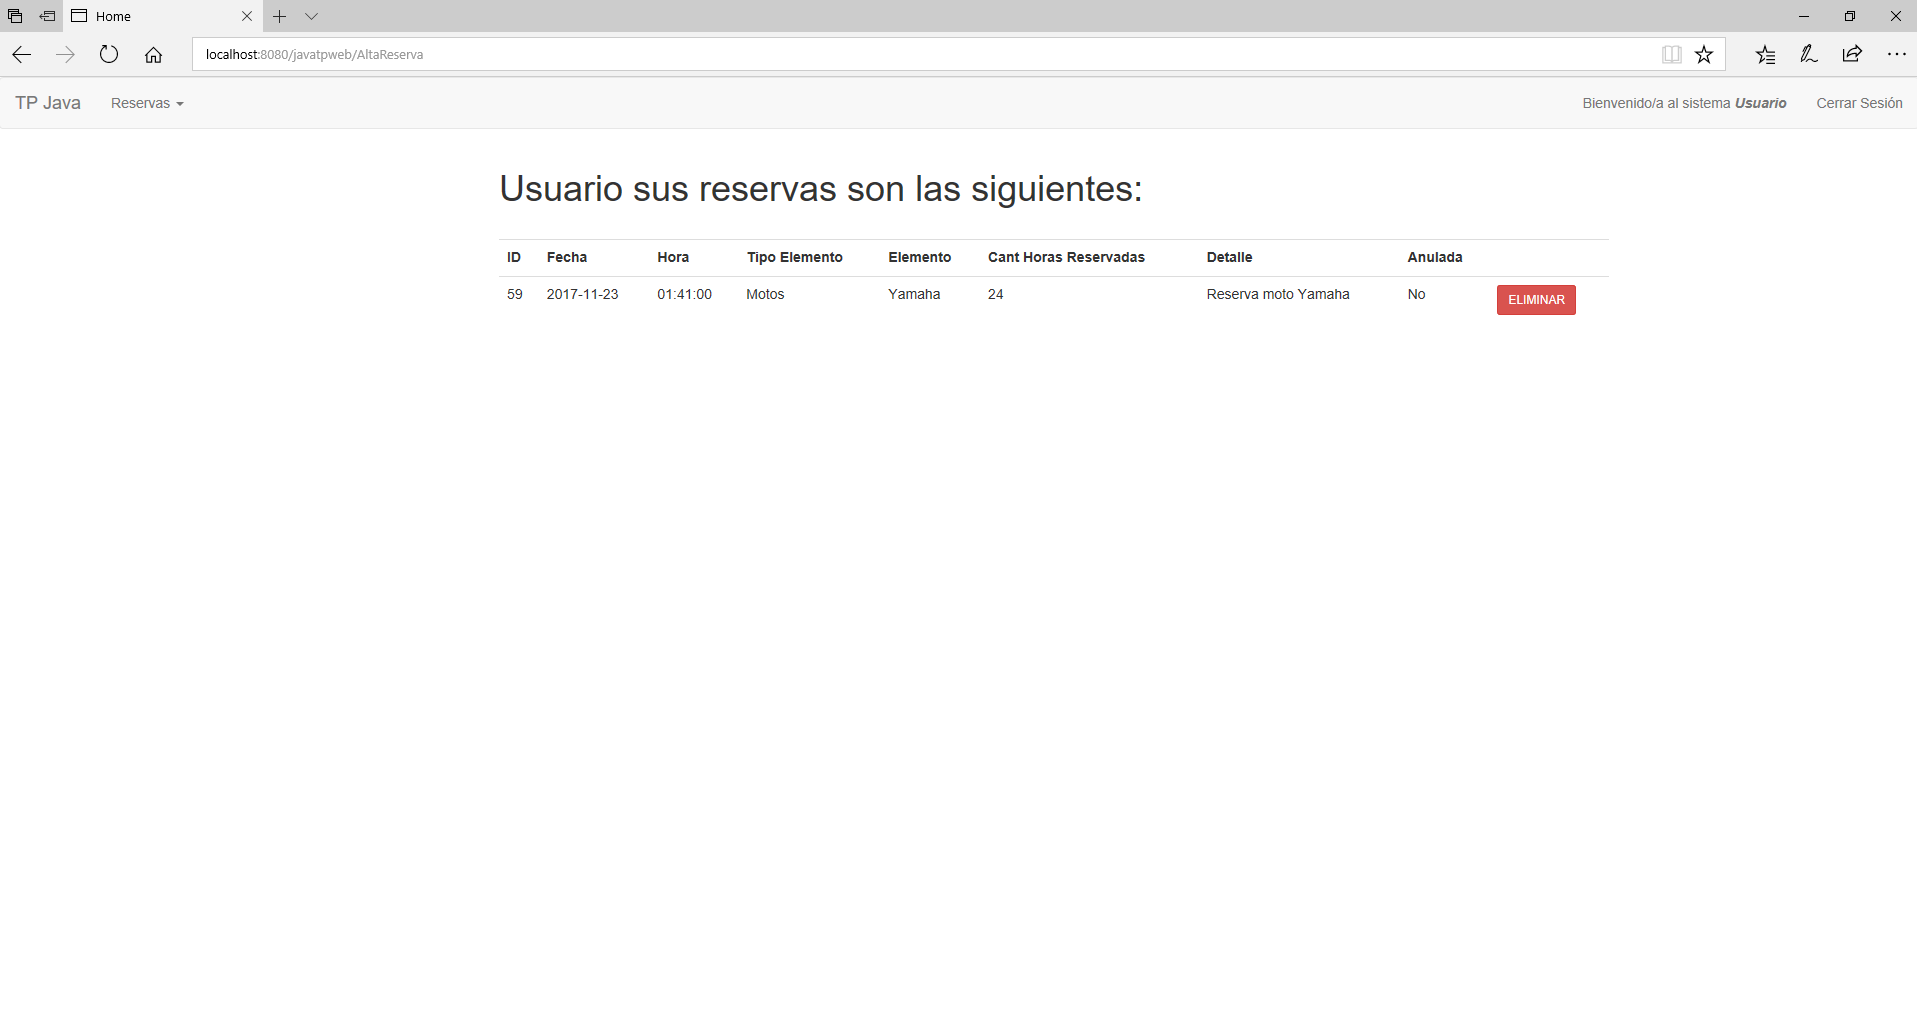 Home
localhost:8080/javatpweb/AltaReserva
TP Java Reservas Bienvenido/a al sistema Usuario Cerrar Sesión
Usuario sus reservas son las siguientes:
ID Fecha Hora Tipo Elemento Elemento Cant Horas Reservadas Detalle Anulada
59 2017-11-23 01:41:00 Motos Yamaha 24 Reserva moto Yamaha No ELIMINAR